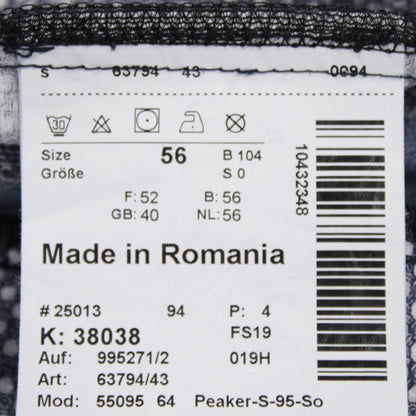 s 63794 43 0094
30
Size 56 B 104
Größe S 0
F: 52 B: 56
GB: 40 NL: 56
10432348
Made in Romania
# 25013 94 P: 4
K: 38038 FS19
Auf: 995271/2 019H
Art: 63794/43
Mod: 55095 64 Peaker-S-95-So